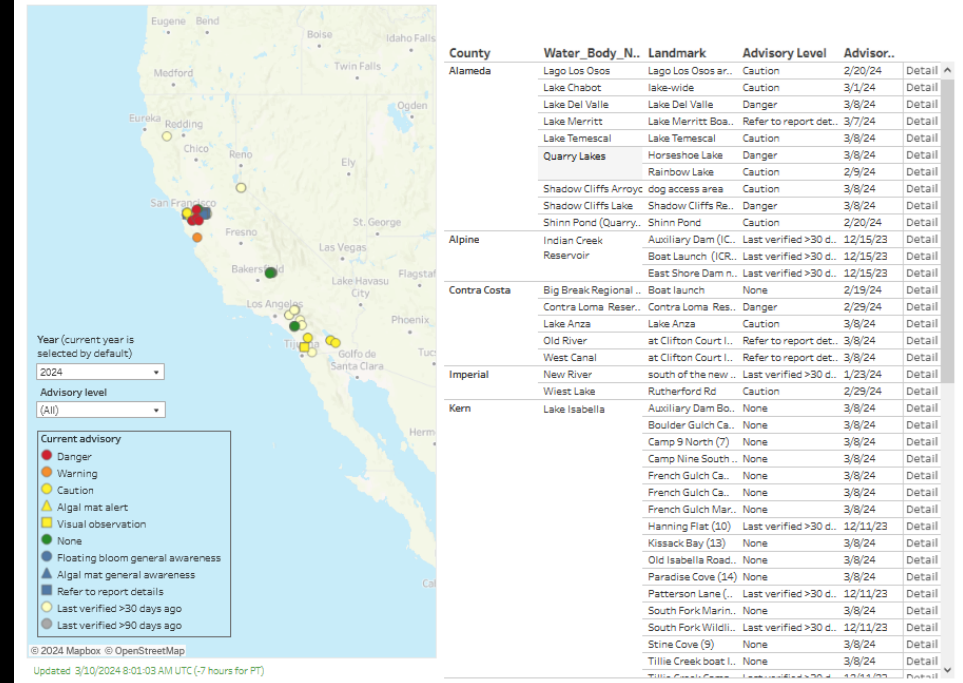 Eugene Bend
Boise
Idaho Falls
Twin Falls
Medford
Ogden
Eureka
Redding
Chico
Reno
Ely
San Francisco
St. George
Fresno
Las Vegas
Bakersfield
Lake Havasu
City
Flagstaf
Los Angeles
Phoenix
Tijuana
Golfo de
Santa Clara
Tuc
Herm
Cal
Year (current year is
selected by default)
2024
Advisory level
(All)
Current advisory
Danger
Warning
Caution
Algal mat alert
Visual observation
None
Floating bloom general awareness
Algal mat general awareness
Refer to report details
Last verified >30 days ago
Last verified >90 days ago
© 2024 Mapbox © OpenStreetMap
Updated 3/10/2024 8:01:03 AM UTC (-7 hours for PT)
County Water_Body_N.. Landmark Advisory Level Advisor..
Alameda Lago Los Osos Lago Los Osos ar.. Caution 2/20/24 Detail
Lake Chabot lake-wide Caution 3/1/24 Detail
Lake Del Valle Lake Del Valle Danger 3/8/24 Detail
Lake Merritt Lake Merritt Boa.. Refer to report det.. 3/7/24 Detail
Lake Temescal Lake Temescal Caution 3/8/24 Detail
Quarry Lakes Horseshoe Lake Danger 3/8/24 Detail
Rainbow Lake Caution 2/9/24 Detail
Shadow Cliffs Arroyo dog access area Caution 3/8/24 Detail
Shadow Cliffs Lake Shadow Cliffs Re.. Danger 3/8/24 Detail
Shinn Pond (Quarry.. Shinn Pond Caution 2/20/24 Detail
Alpine Indian Creek Auxiliary Dam (IC.. Last verified >30 d.. 12/15/23 Detail
Reservoir Boat Launch (ICR.. Last verified >30 d.. 12/15/23 Detail
East Shore Dam n.. Last verified >30 d.. 12/15/23 Detail
Contra Costa Big Break Regional .. Boat launch None 2/19/24 Detail
Contra Loma Reser.. Contra Loma Res.. Danger 2/29/24 Detail
Lake Anza Lake Anza Caution 3/8/24 Detail
Old River at Clifton Court I.. Refer to report det.. 3/8/24 Detail
West Canal at Clifton Court I.. Refer to report det.. 3/8/24 Detail
Imperial New River south of the new .. Last verified >30 d.. 1/23/24 Detail
Wiest Lake Rutherford Rd Caution 2/29/24 Detail
Kern Lake Isabella Auxiliary Dam Bo.. None 3/8/24 Detail
Boulder Gulch Ca.. None 3/8/24 Detail
Camp 9 North (7) None 3/8/24 Detail
Camp Nine South .. None 3/8/24 Detail
French Gulch Ca.. None 3/8/24 Detail
French Gulch Ca.. None 3/8/24 Detail
French Gulch Mar.. None 3/8/24 Detail
Hanning Flat (10) Last verified >30 d.. 12/11/23 Detail
Kissack Bay (13) None 3/8/24 Detail
Old Isabella Road.. None 3/8/24 Detail
Paradise Cove (14) None 3/8/24 Detail
Patterson Lane (.. Last verified >30 d.. 12/11/23 Detail
South Fork Marin.. None 3/8/24 Detail
South Fork Wildli.. Last verified >30 d.. 12/11/23 Detail
Stine Cove (9) None 3/8/24 Detail
Tillie Creek boat l.. None 3/8/24 Detail
Tillie Creek Camp.. Last verified >30 d.. 12/11/23 Detail